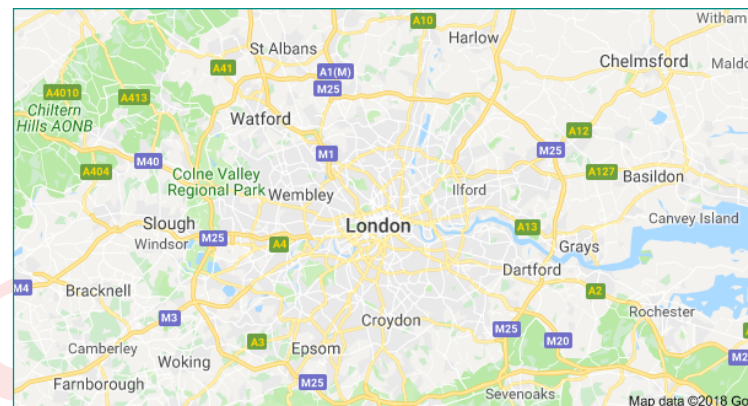 A10
Witham
St Albans
Harlow
A41
Chelmsford
A1(M)
M25
Maldo
A4010
A413
Chiltern
Hills AONB
Watford
A12
M1
M25
M40
A404
Colne Valley
Regional Park
A127
Basildon
Wembley
Ilford
Slough
London
Canvey Island
A13
Windsor
M25
A4
Grays
Dartford
M4
Bracknell
A2
Rochester
M3
Croydon
M25
A3
M20
Camberley
Epsom
Woking
M2
Farnborough
M25
Sevenoaks
Map data ©2018 Go